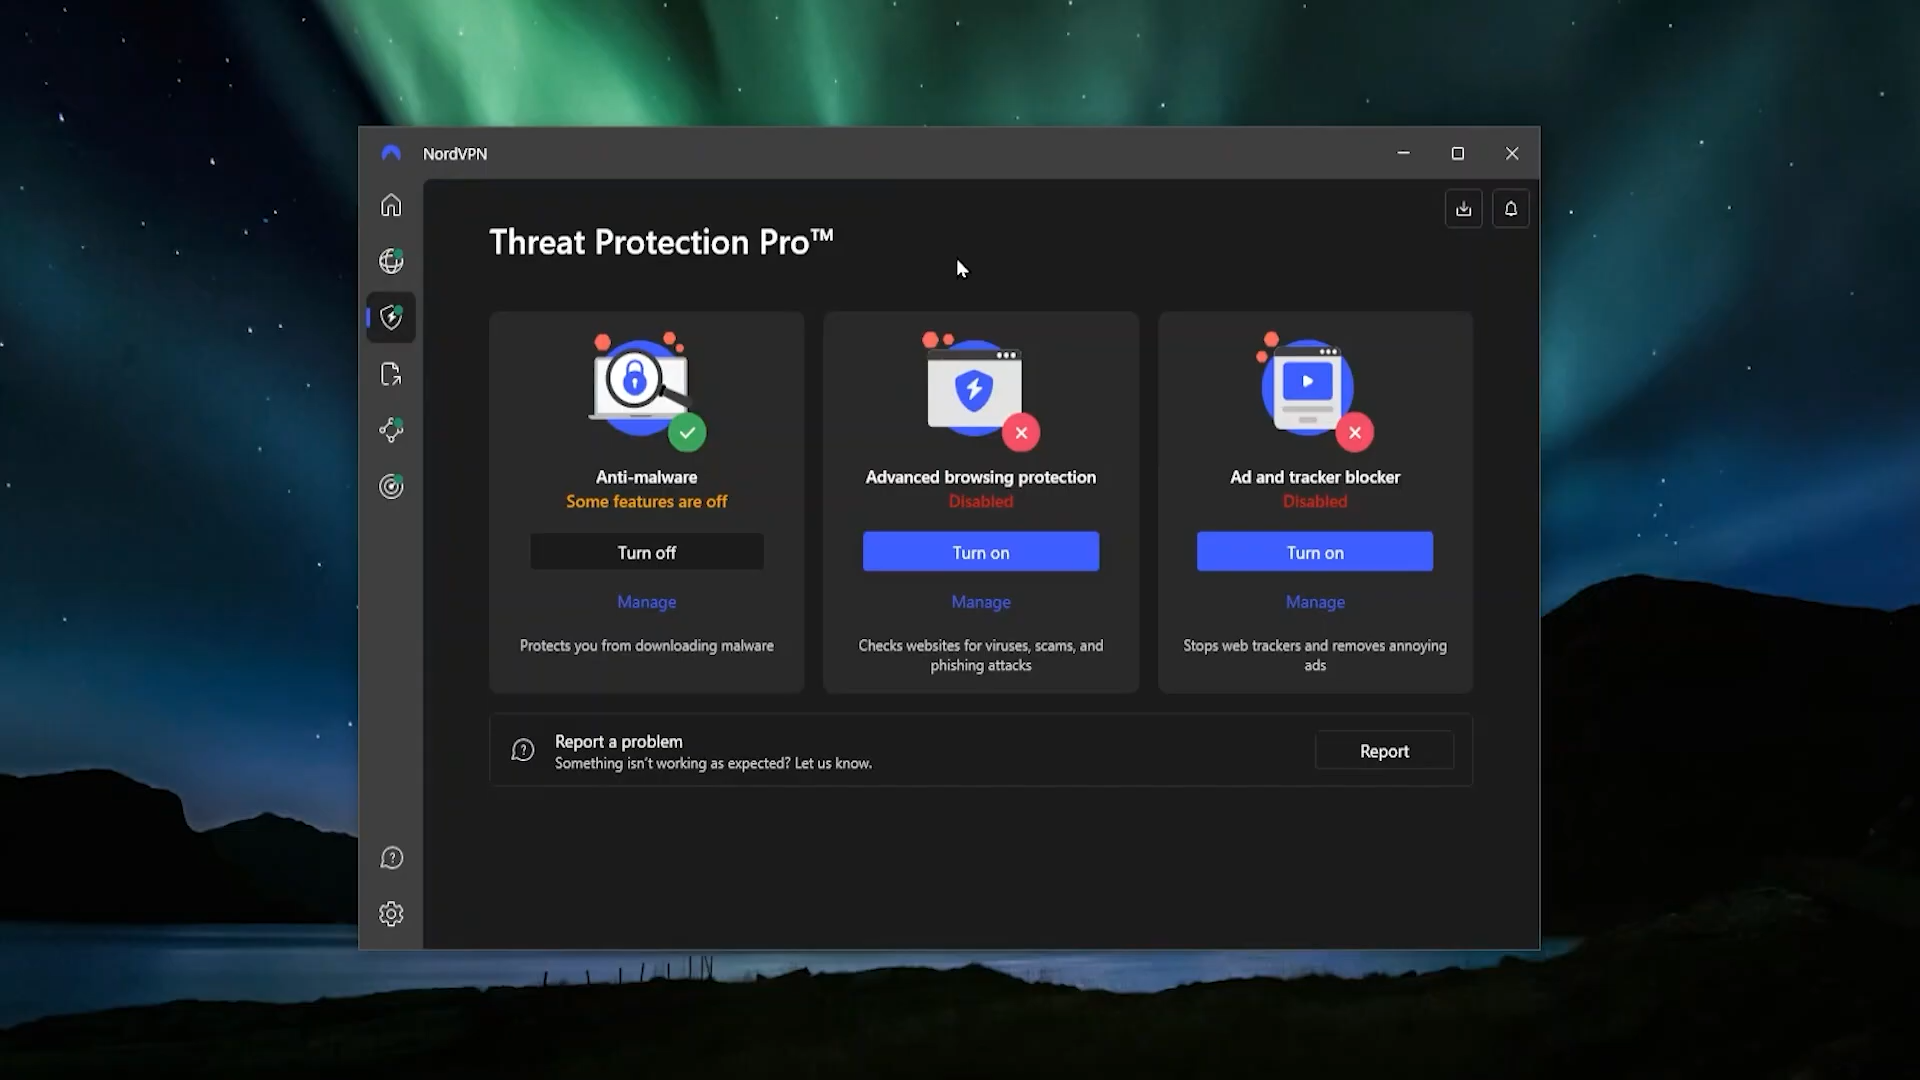 NordVPN
Threat Protection Pro™
Anti-malware
Some features are off
Turn off
Manage
Protects you from downloading malware
Advanced browsing protection
Disabled
Turn on
Manage
Checks websites for viruses, scams, and
phishing attacks
Ad and tracker blocker
Disabled
Turn on
Manage
Stops web trackers and removes annoying
ads
Report a problem
Something isn't working as expected? Let us know.
Report